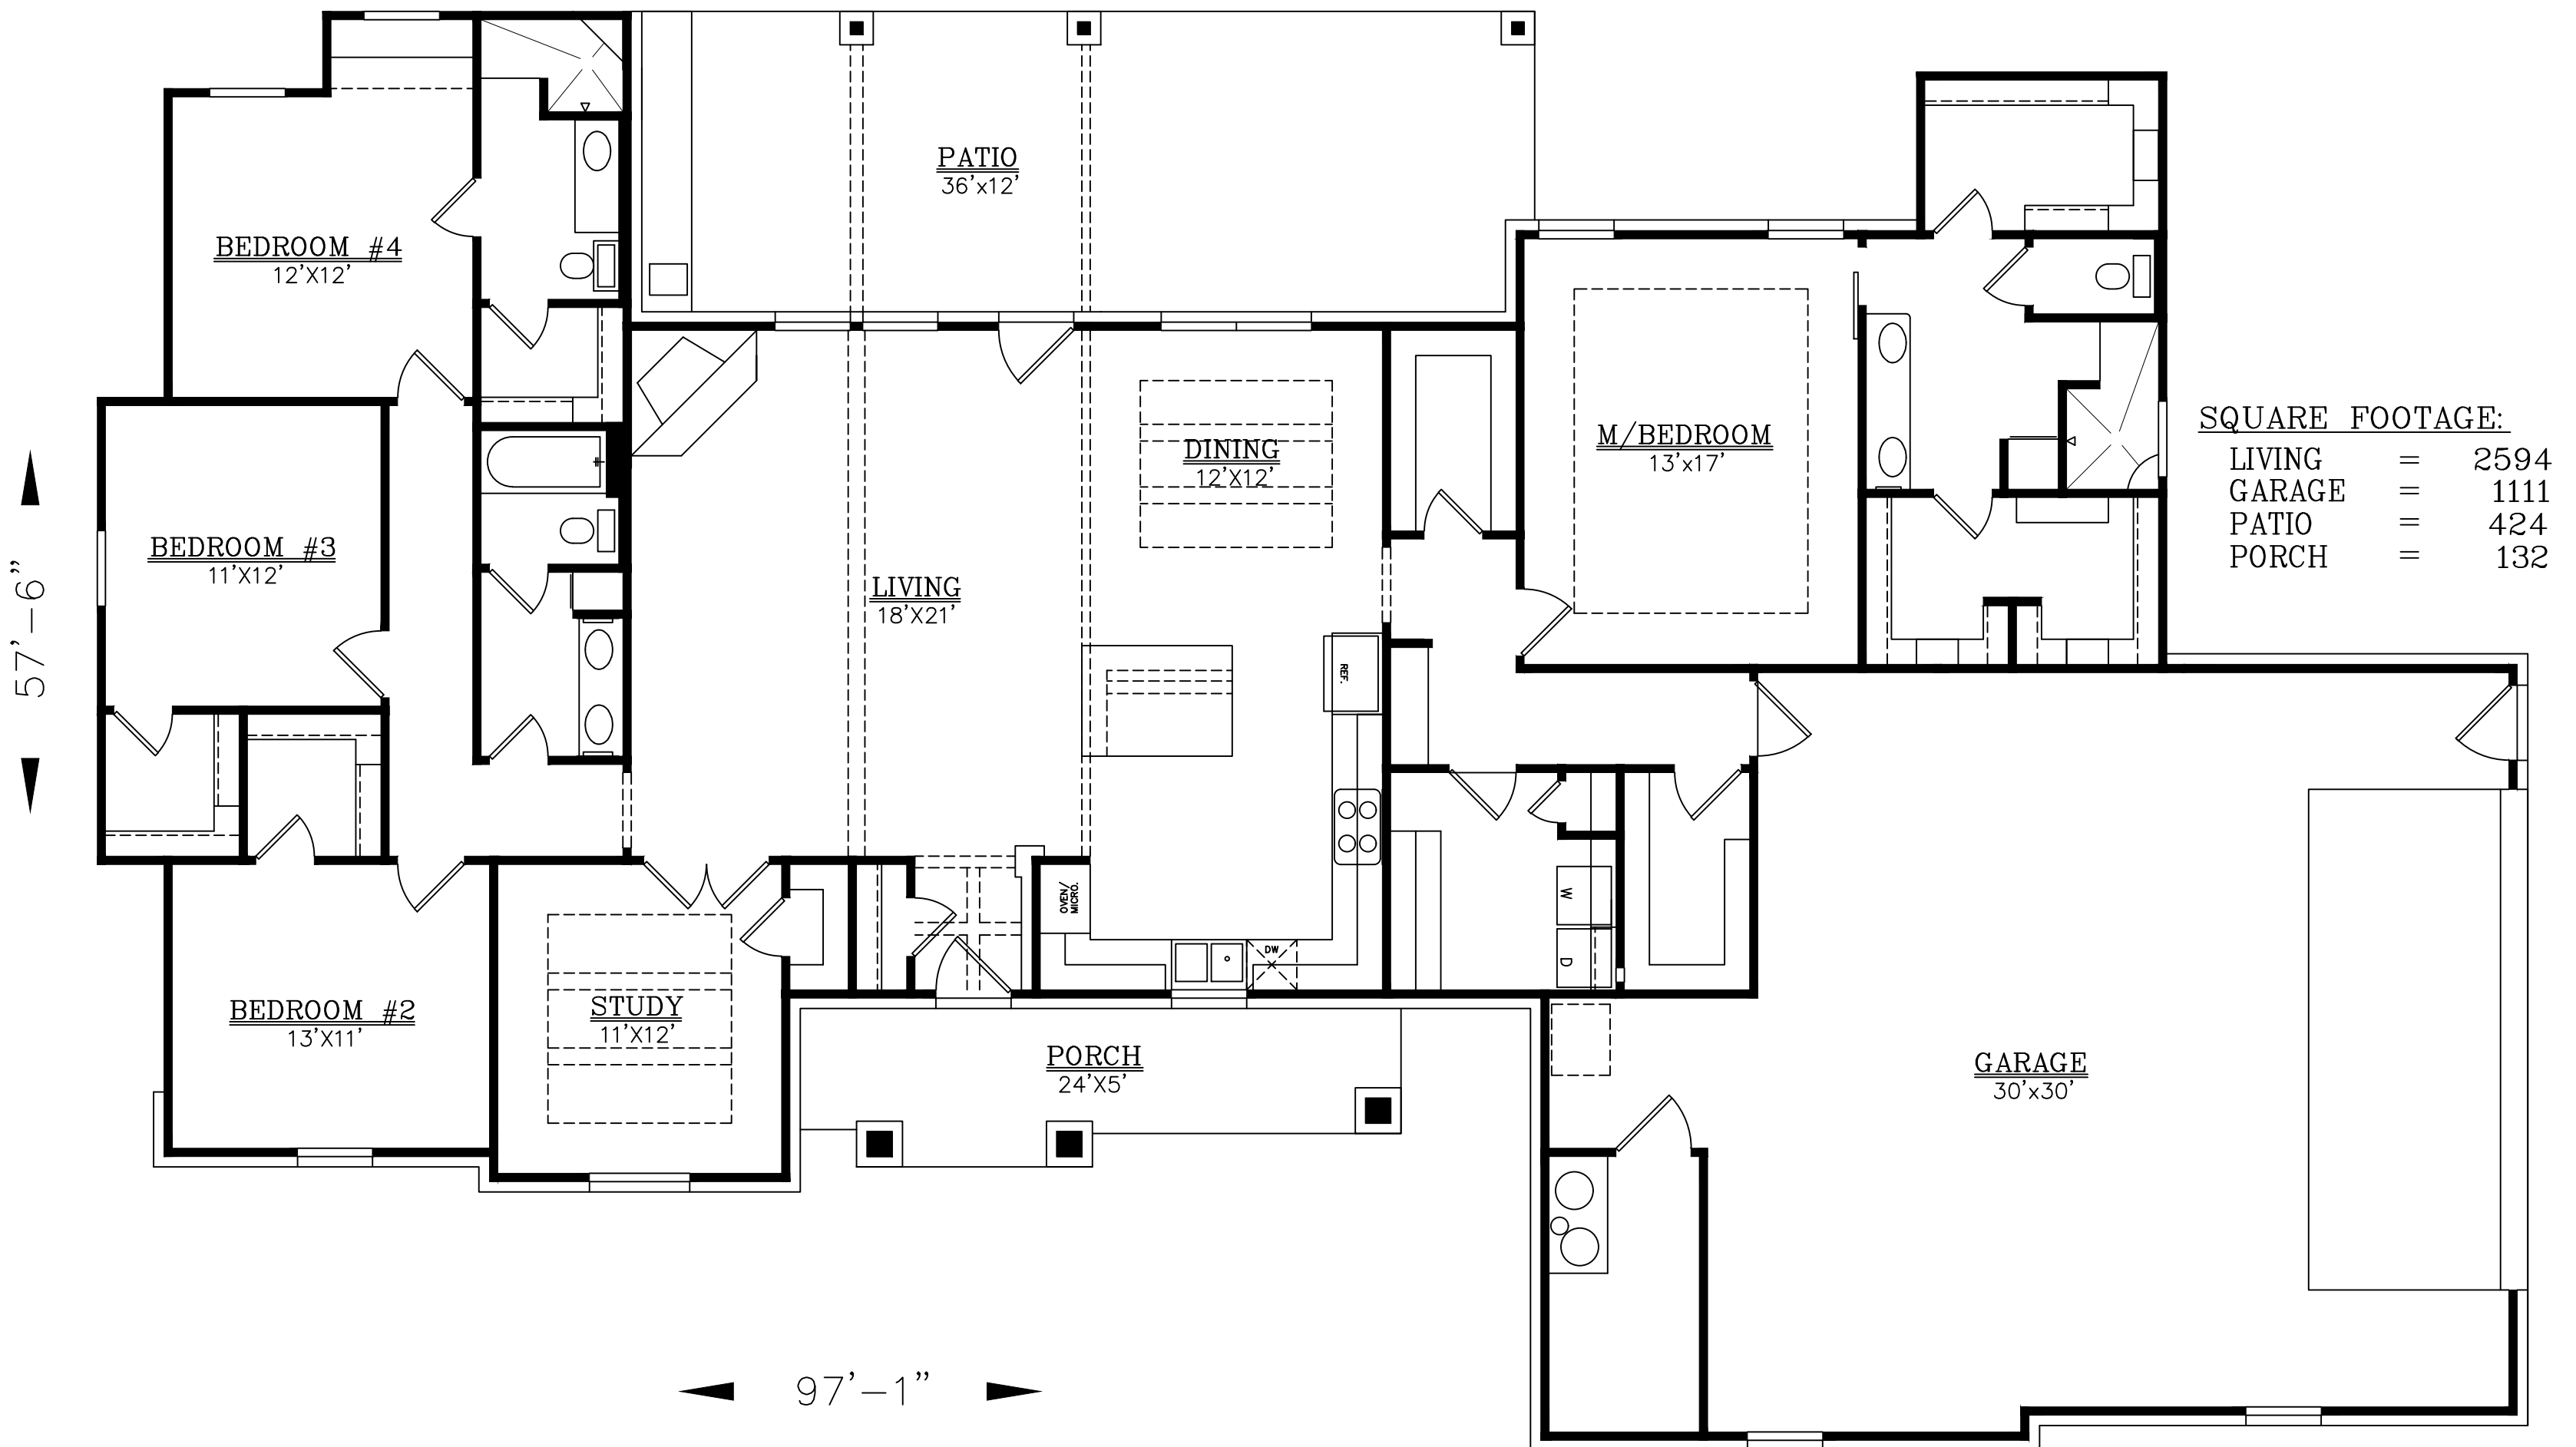 PATIO
36'x12'
BEDROOM #4
12'X12'
M/BEDROOM
13'x17'
SQUARE FOOTAGE:
LIVING = 2594
GARAGE = 1111
PATIO = 424
PORCH = 132
DINING
12'X12'
BEDROOM #3
11'X12'
LIVING
18'X21'
57'-6"
REF.
OVEN/
MICRO.
W
D
DW
BEDROOM #2
13'X11'
STUDY
11'X12'
PORCH
24'X5'
GARAGE
30'x30'
97'-1"